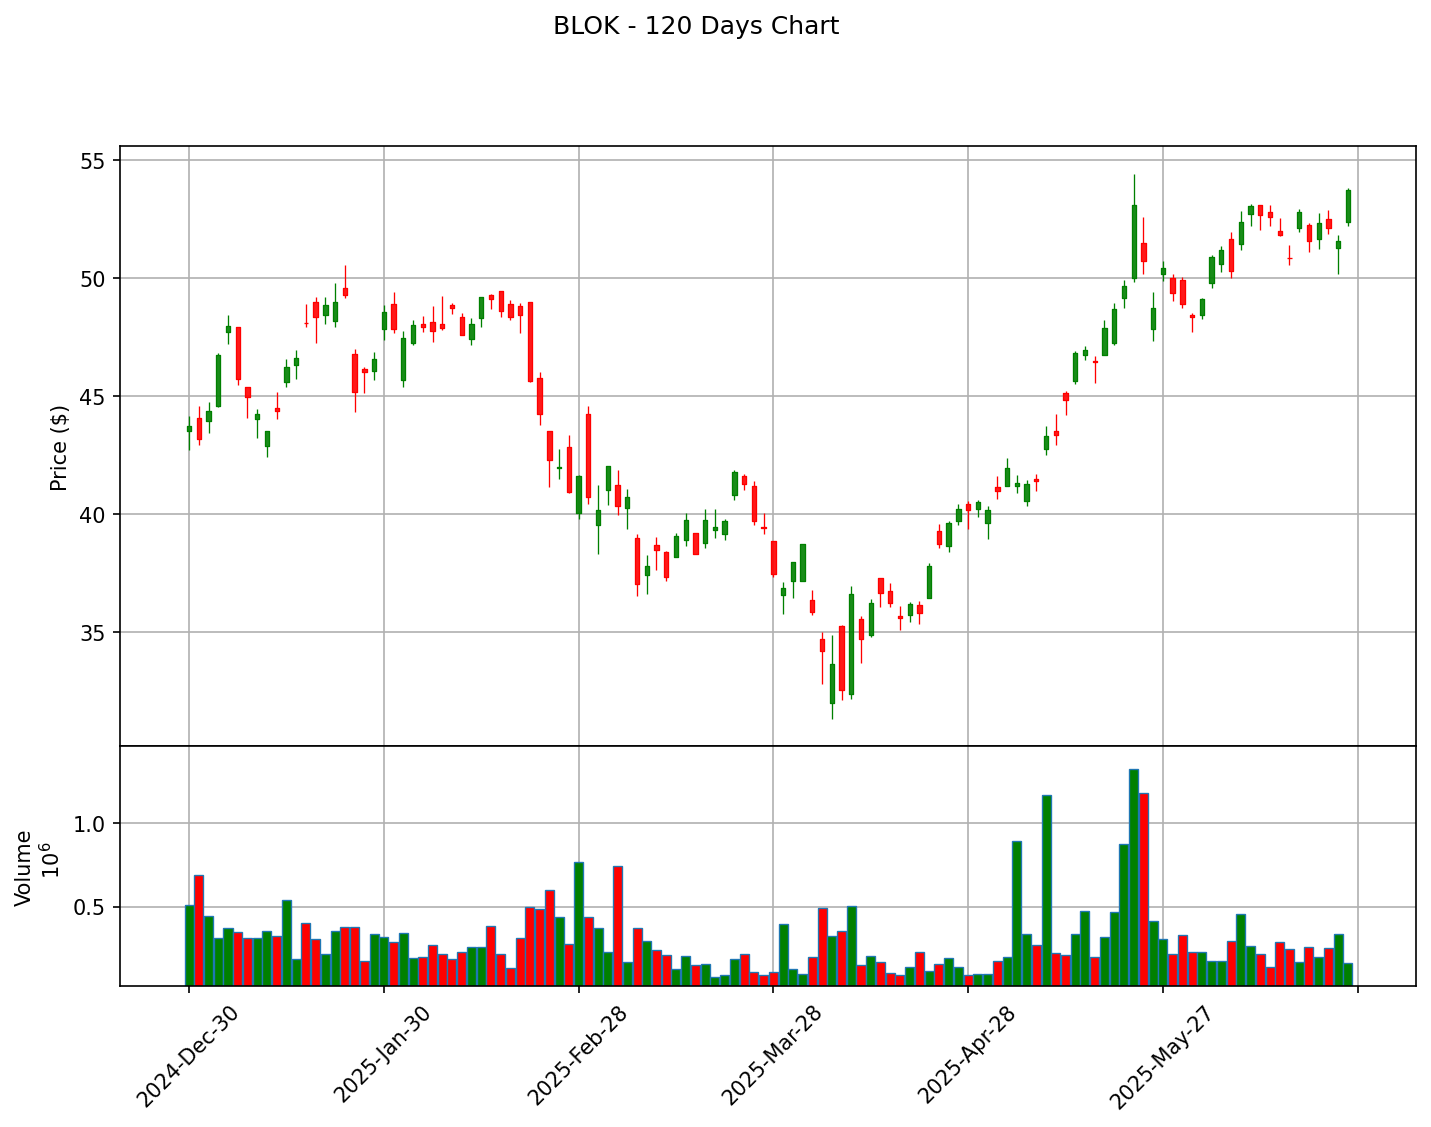 BLOK - 120 Days Chart
55
50
45
40
35
Price ($)
1.0
0.5
Volume
10⁶
2024-Dec-30
2025-Jan-30
2025-Feb-28
2025-Mar-28
2025-Apr-28
2025-May-27